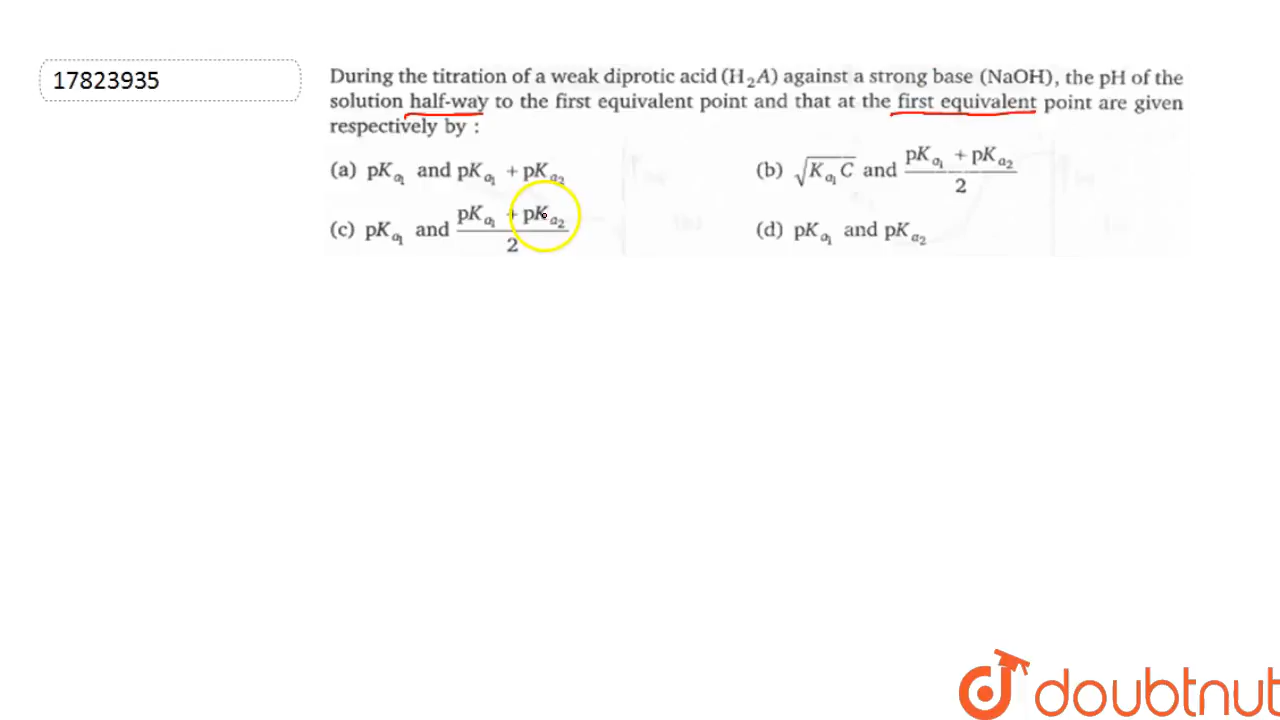 17823935
During the titration of a weak diprotic acid (H₂A) against a strong base (NaOH), the pH of the
solution half-way to the first equivalent point and that at the first equivalent point are given
respectively by :
(a) pKₐ₁ and pKₐ₁ + pKₐ₂
(b) √Kₐ₁C and (pKₐ₁ + pKₐ₂)/2
(c) pKₐ₁ and (pKₐ₁ + pKₐ₂)/2
(d) pKₐ₁ and pKₐ₂
doubtnut